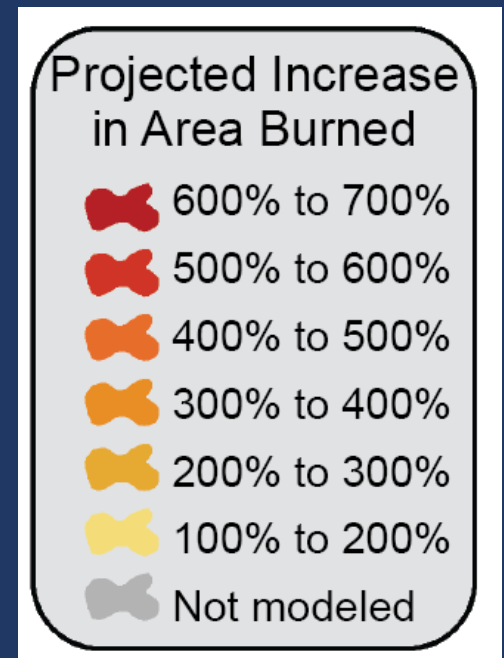 Projected Increase
in Area Burned
600% to 700%
500% to 600%
400% to 500%
300% to 400%
200% to 300%
100% to 200%
Not modeled